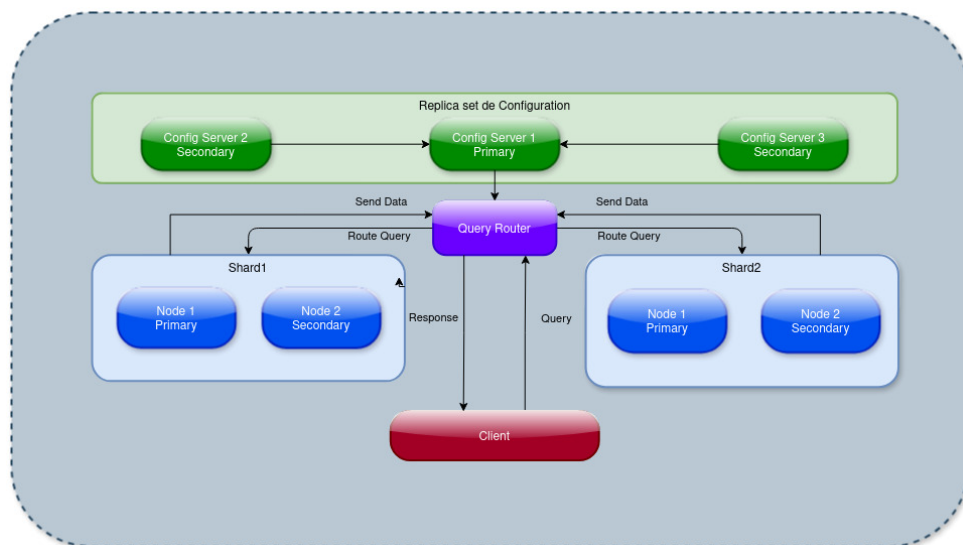 Replica set de Configuration
Config Server 2
Secondary
Config Server 1
Primary
Config Server 3
Secondary
Send Data
Send Data
Query Router
Route Query
Route Query
Shard1
Shard2
Node 1
Primary
Node 2
Secondary
Response
Query
Node 1
Primary
Node 2
Secondary
Client